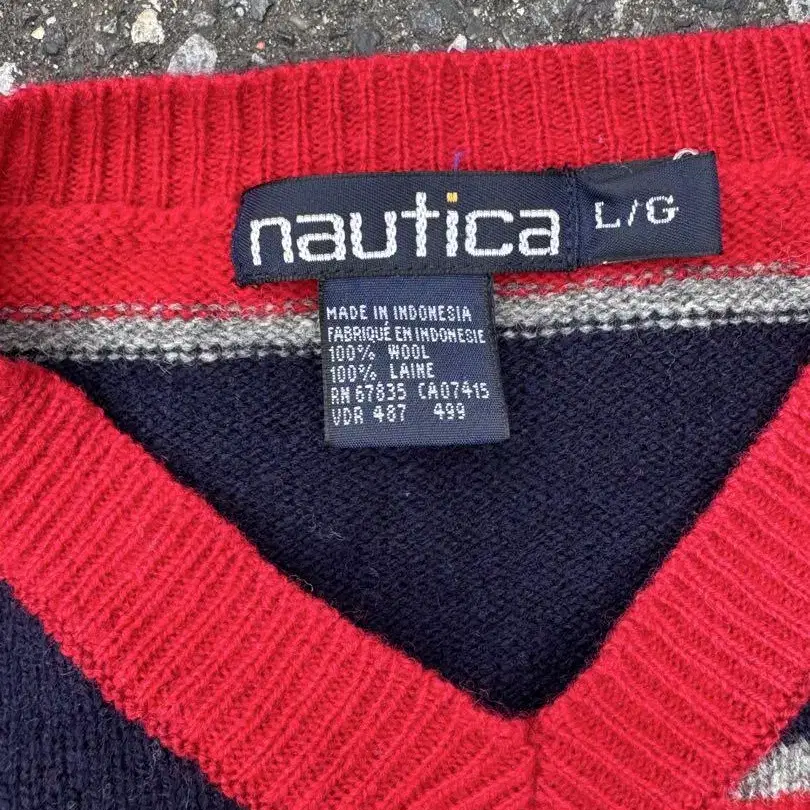 nautica L/G
MADE IN INDONESIA
FABRIQUÉ EN INDONESIE
100% WOOL
100% LAINE
RN 67835 CA07415
VDR 487 499